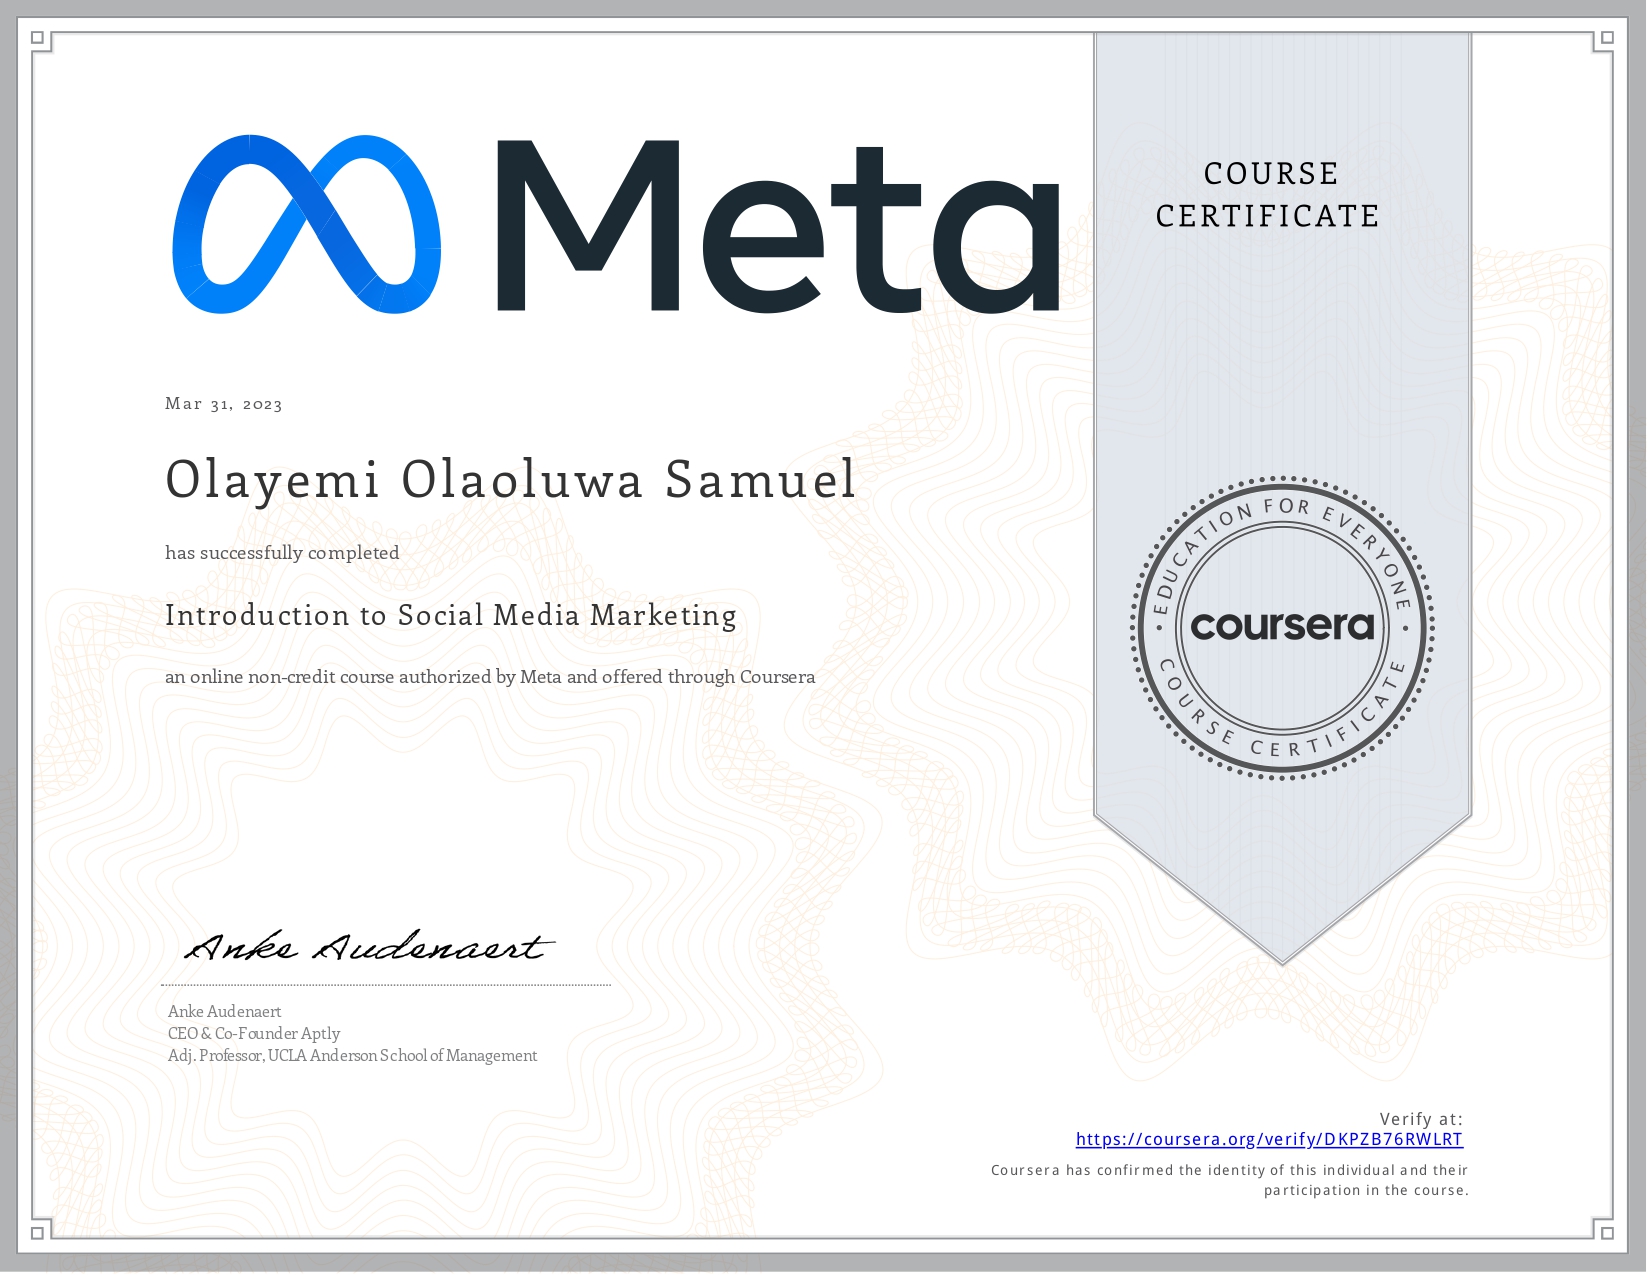 Meta
COURSE
CERTIFICATE
Mar 31, 2023
Olayemi Olaoluwa Samuel
has successfully completed
Introduction to Social Media Marketing
an online non-credit course authorized by Meta and offered through Coursera
EDUCATION FOR EVERYONE
coursera
COURSE CERTIFICATE
Anke Audenaert
Anke Audenaert
CEO & Co-Founder Aptly
Adj. Professor, UCLA Anderson School of Management
Verify at:
https://coursera.org/verify/DKPZB76RWLRT
Coursera has confirmed the identity of this individual and their
participation in the course.